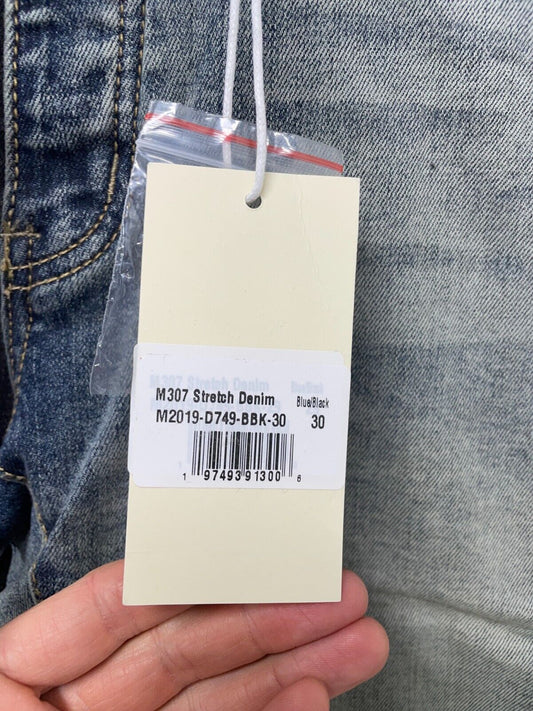 M307 Stretch Denim Blue/Black
M2019-D749-BBK-30 30
1 97493 91300 6